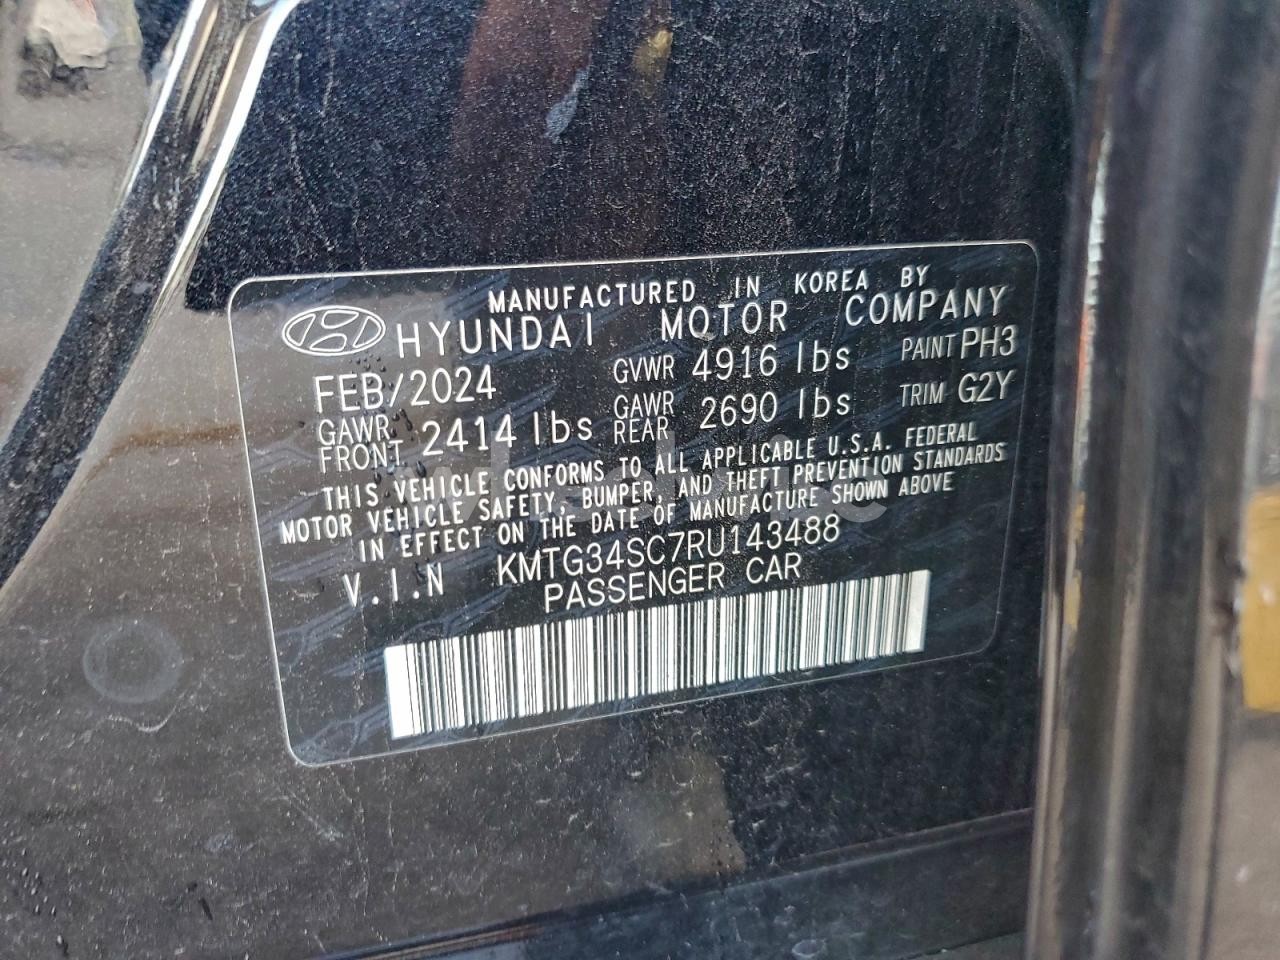 MANUFACTURED IN KOREA BY
HYUNDAI MOTOR COMPANY
FEB/2024 GVWR 4916 lbs PAINT PH3
GAWR FRONT 2414 lbs GAWR REAR 2690 lbs TRIM G2Y
THIS VEHICLE CONFORMS TO ALL APPLICABLE U.S.A. FEDERAL
MOTOR VEHICLE SAFETY, BUMPER, AND THEFT PREVENTION STANDARDS
IN EFFECT ON THE DATE OF MANUFACTURE SHOWN ABOVE
V.I.N KMTG34SC7RU143488
PASSENGER CAR